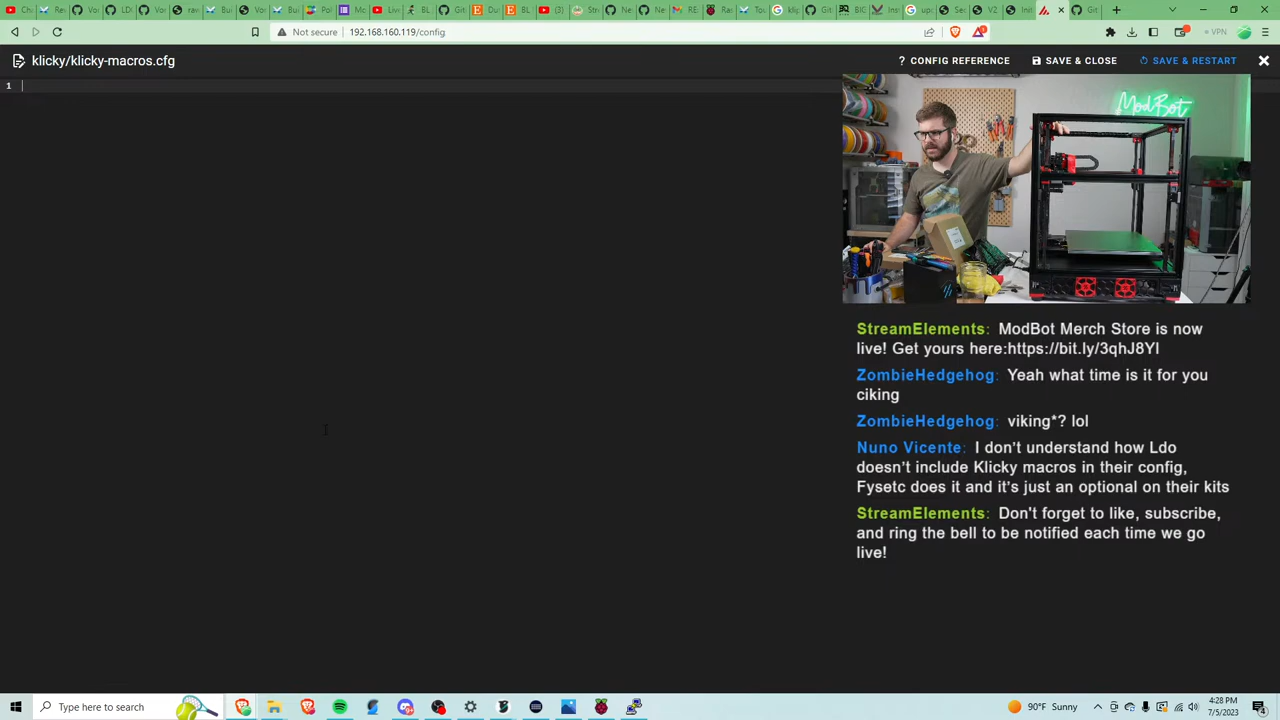 Not secure
192.168.160.119/config
VPN
klicky/klicky-macros.cfg
? CONFIG REFERENCE
SAVE & CLOSE
SAVE & RESTART
1
ModBot
StreamElements: ModBot Merch Store is now
live! Get yours here:https://bit.ly/3qhJ8YI
ZombieHedgehog: Yeah what time is it for you
ciking
ZombieHedgehog: viking*? lol
Nuno Vicente: I don't understand how Ldo
doesn't include Klicky macros in their config,
Fysetc does it and it's just an optional on their kits
StreamElements: Don't forget to like, subscribe,
and ring the bell to be notified each time we go
live!
Type here to search
90°F Sunny
4:28 PM
7/5/2023